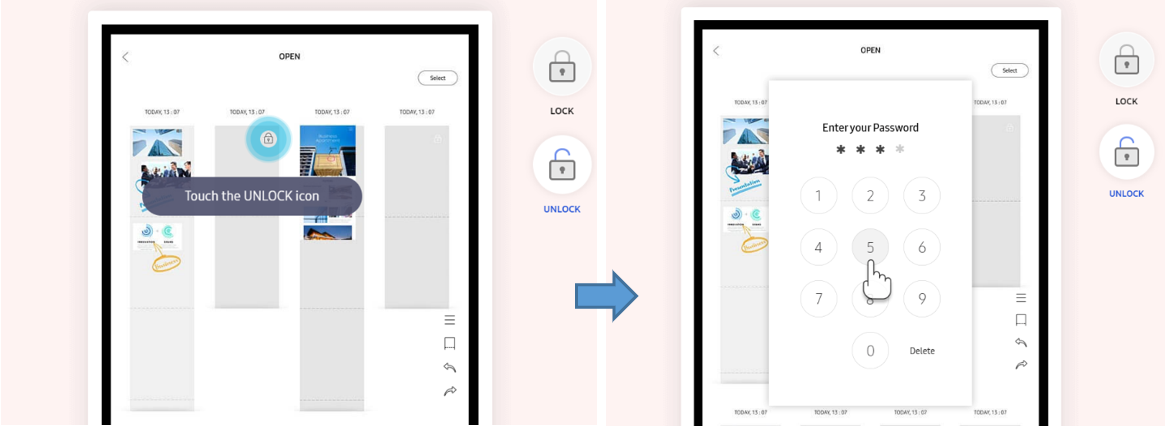 OPEN
Select
TODAY, 13 : 07
TODAY, 13 : 07
TODAY, 13 : 07
TODAY, 13 : 07
Touch the UNLOCK icon
LOCK
UNLOCK
OPEN
Select
TODAY, 13 : 07
TODAY, 13 : 07
Enter your Password
* * * *
Presentation
1 2 3
4 5 6
7 8 9
0 Delete
TODAY, 13 : 07
TODAY, 13 : 07
TODAY, 13 : 07
TODAY, 13 : 07
LOCK
UNLOCK